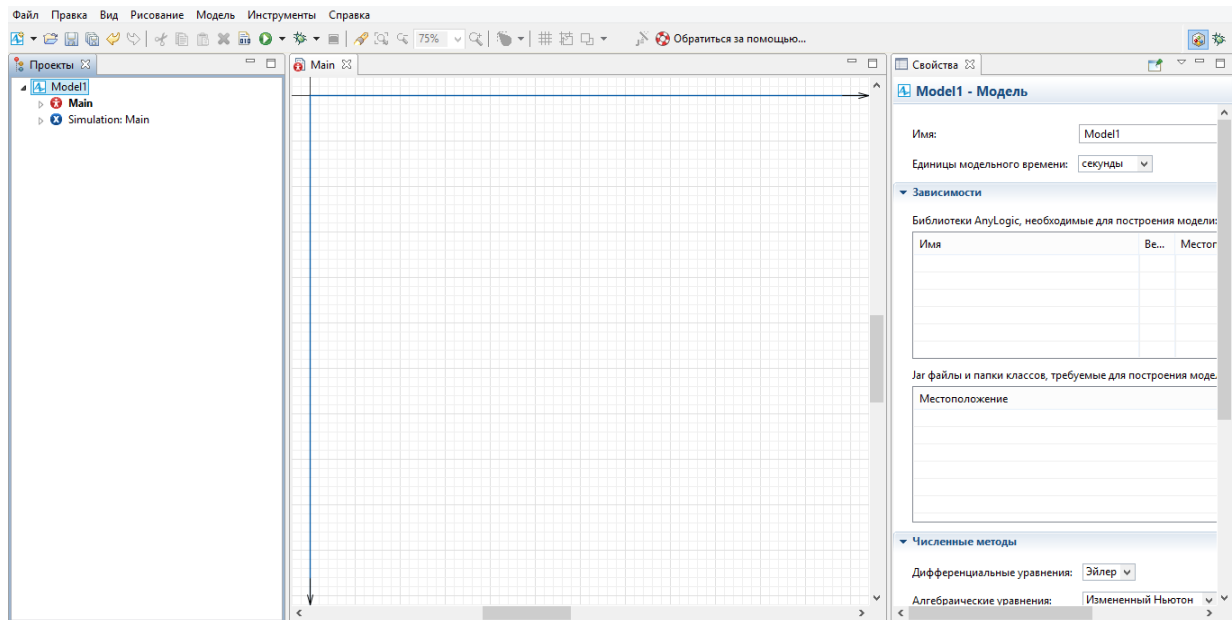 Файл Правка Вид Рисование Модель Инструменты Справка
75% Обратиться за помощью...
Проекты
Model1
Main
Simulation: Main
Main
Свойства
Model1 - Модель
Имя: Model1
Единицы модельного времени: секунды
Зависимости
Библиотеки AnyLogic, необходимые для построения модели:
Имя Ве... Местор
Jar файлы и папки классов, требуемые для построения моде.
Местоположение
Численные методы
Дифференциальные уравнения: Эйлер
Алгебраические уравнения: Измененный Ньютон